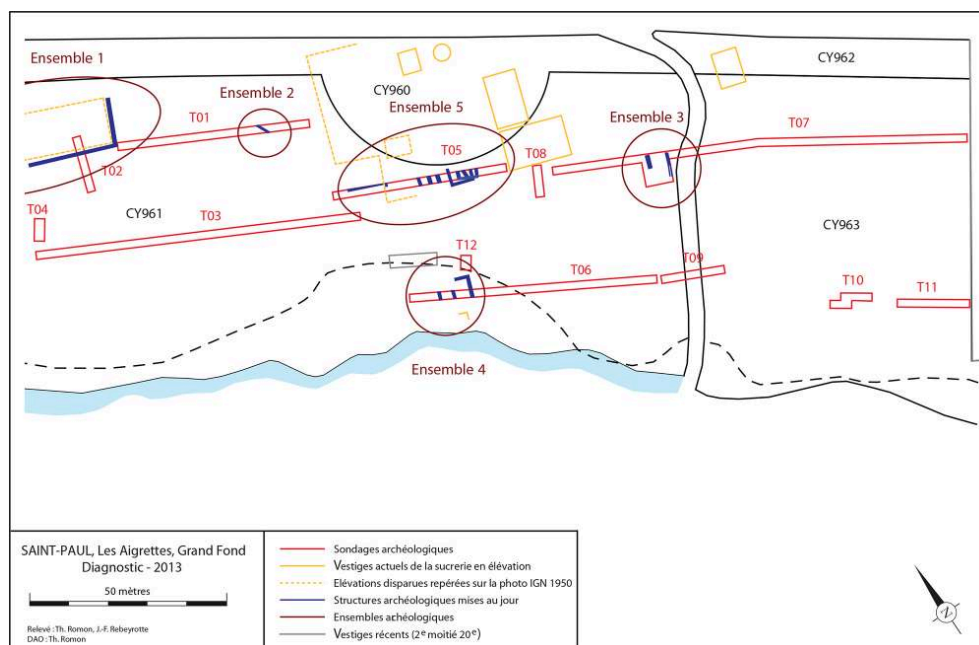 Ensemble 1
T01
T02
Ensemble 2
CY960
Ensemble 5
T05
T08
Ensemble 3
T07
CY962
T04
CY961
T03
T12
T06
T09
CY963
T10
T11
Ensemble 4
SAINT-PAUL, Les Aigrettes, Grand Fond
Diagnostic - 2013
50 mètres
Relevé : Th. Romon, J.-F. Rebeyrotte
DAO : Th. Romon
Sondages archéologiques
Vestiges actuels de la sucrerie en élévation
Elévations disparues repérées sur la photo IGN 1950
Structures archéologiques mises au jour
Ensembles achéologiques
Vestiges récents (2e moitié 20e)
N